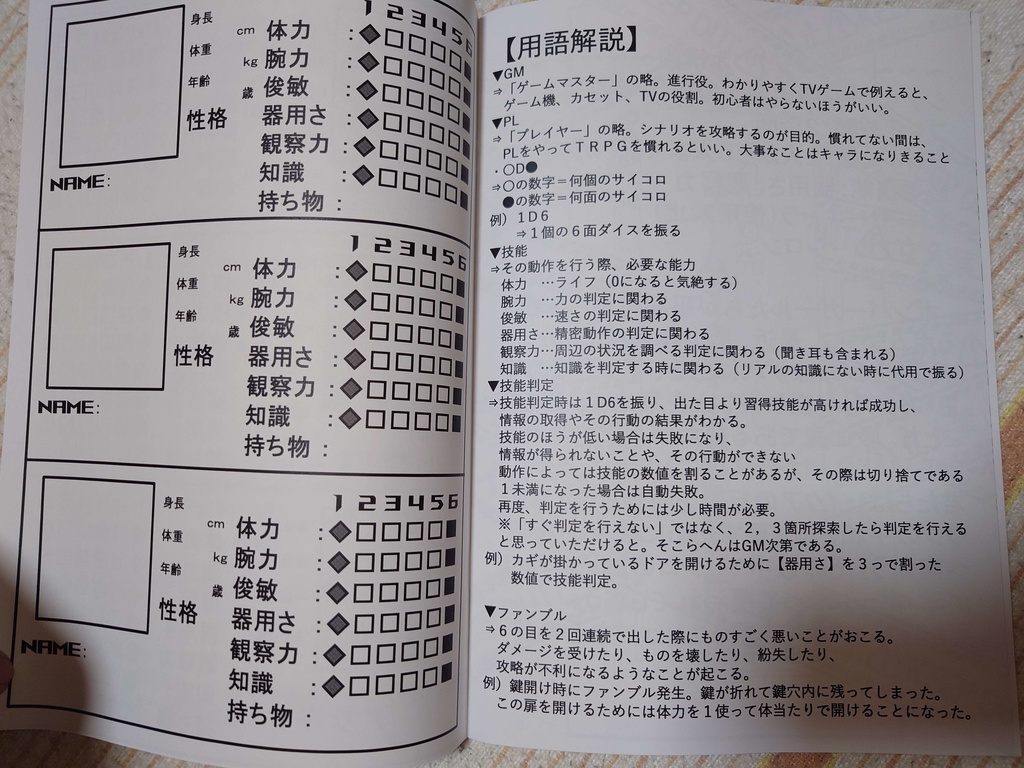 1 2 3 4 5 6
身長
cm 体力 :
体重
kg 腕力 :
年齢
歳 俊敏 :
性格
器用さ :
観察力 :
知識 :
NAME:
持ち物 :
1 2 3 4 5 6
身長
cm 体力 :
体重
kg 腕力 :
年齢
歳 俊敏 :
性格
器用さ :
観察力 :
NAME:
知識 :
持ち物 :
1 2 3 4 5 6
身長
cm 体力 :
体重
kg 腕力 :
年齢
歳 俊敏 :
性格
器用さ :
観察力 :
NAME:
知識 :
持ち物 :
【用語解説】
▼GM
⇒「ゲームマスター」の略。進行役。わかりやすくTVゲームで例えると、
ゲーム機、カセット、TVの役割。初心者はやらないほうがいい。
▼PL
⇒「プレイヤー」の略。シナリオを攻略するのが目的。慣れてない間は、
PLをやってＴＲＰＧを慣れるといい。大事なことはキャラになりきること
・〇D●
⇒〇の数字＝何個のサイコロ
●の数字＝何面のサイコロ
例）１D６
⇒１個の６面ダイスを振る
▼技能
⇒その動作を行う際、必要な能力
体力　…ライフ（0になると気絶する）
腕力　…力の判定に関わる
俊敏　…速さの判定に関わる
器用さ…精密動作の判定に関わる
観察力…周辺の状況を調べる判定に関わる（聞き耳も含まれる）
知識　…知識を判定する時に関わる（リアルの知識にない時に代用で振る）
▼技能判定
⇒技能判定時は１D6を振り、出た目より習得技能が高ければ成功し、
情報の取得やその行動の結果がわかる。
技能のほうが低い場合は失敗になり、
情報が得られないことや、その行動ができない
動作によっては技能の数値を割ることがあるが、その際は切り捨てである
１未満になった場合は自動失敗。
再度、判定を行うためには少し時間が必要。
※「すぐ判定を行えない」ではなく、２，３箇所探索したら判定を行える
と思っていただけると。そこらへんはGM次第である。
例）カギが掛かっているドアを開けるために【器用さ】を３っで割った
数値で技能判定。
▼ファンブル
⇒６の目を２回連続で出した際にものすごく悪いことがおこる。
ダメージを受けたり、ものを壊したり、紛失したり、
攻略が不利になるようなことが起こる。
例）鍵開け時にファンブル発生。鍵が折れて鍵穴内に残ってしまった。
この扉を開けるためには体力を１使って体当たりで開けることになった。